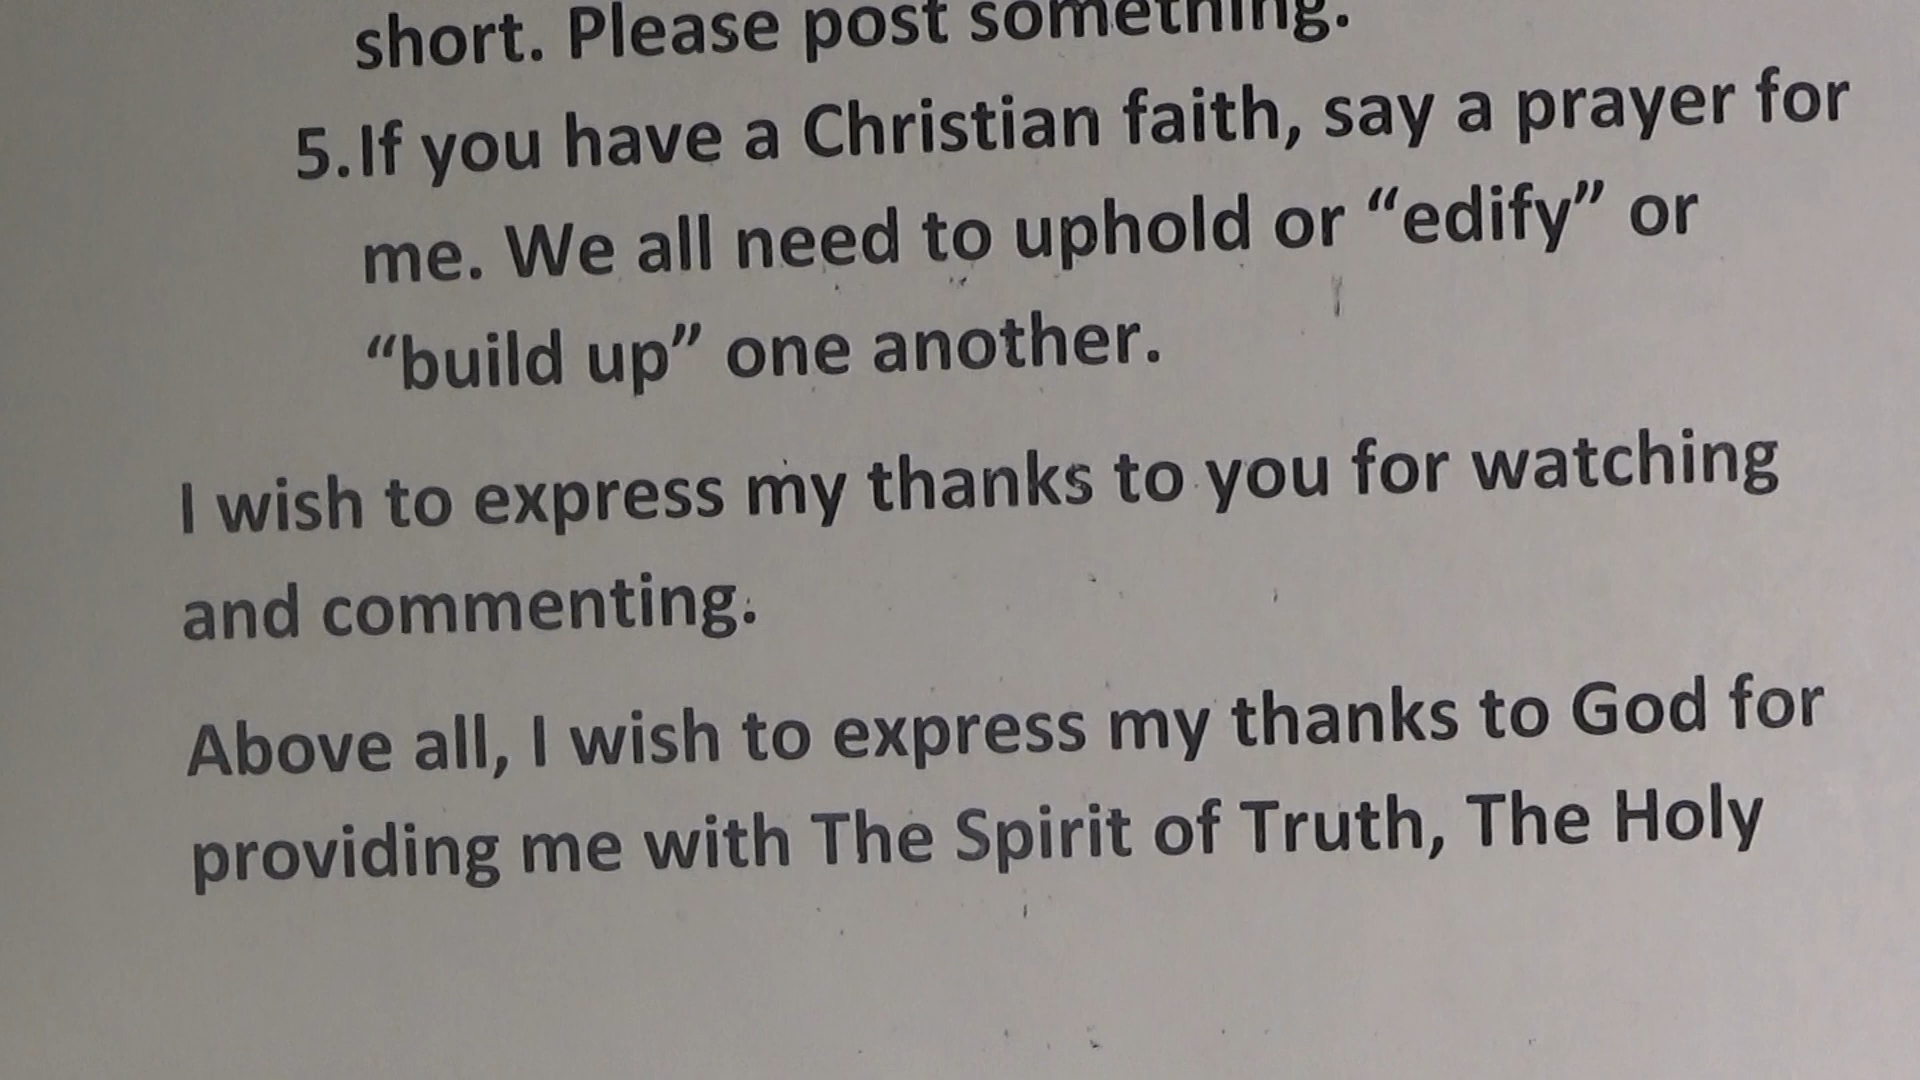 short. Please post something.
5.If you have a Christian faith, say a prayer for
me. We all need to uphold or “edify” or
“build up” one another.
I wish to express my thanks to you for watching
and commenting.
Above all, I wish to express my thanks to God for
providing me with The Spirit of Truth, The Holy